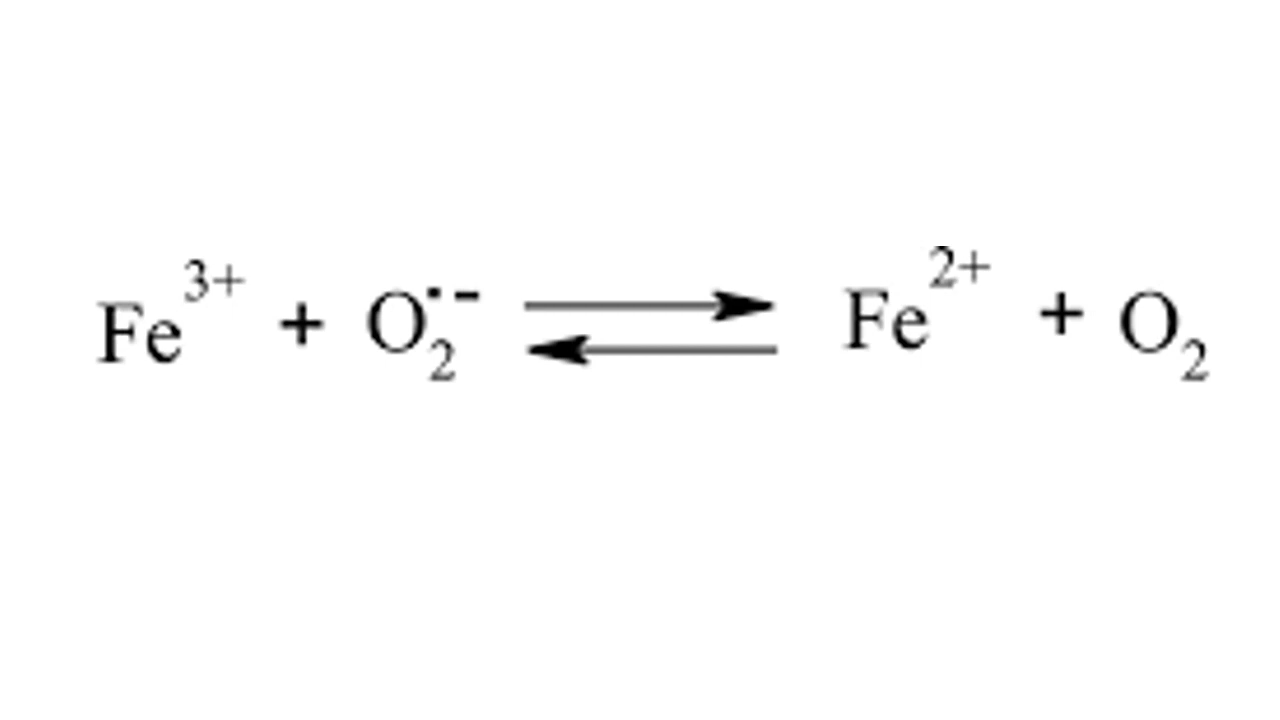 Fe³⁺ + O₂˙⁻ ⇌ Fe²⁺ + O₂